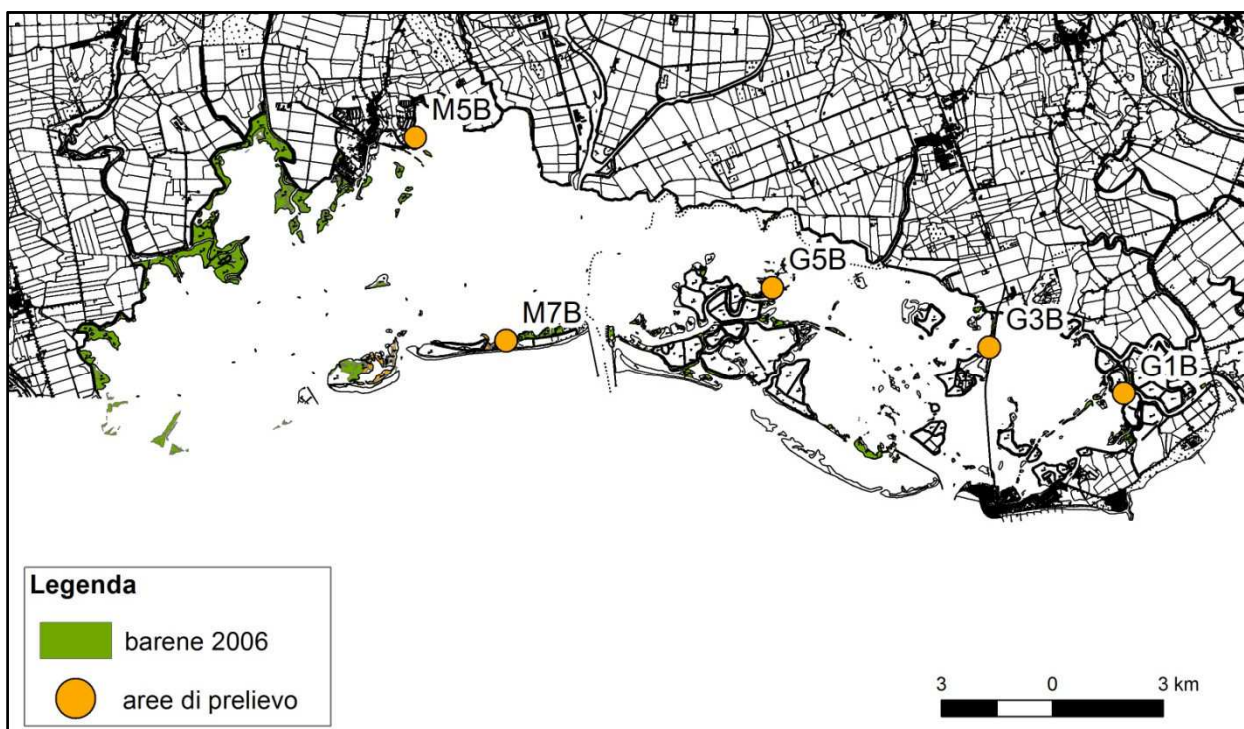 M5B
G5B
M7B
G3B
G1B
Legenda
barene 2006
aree di prelievo
3 0 3 km